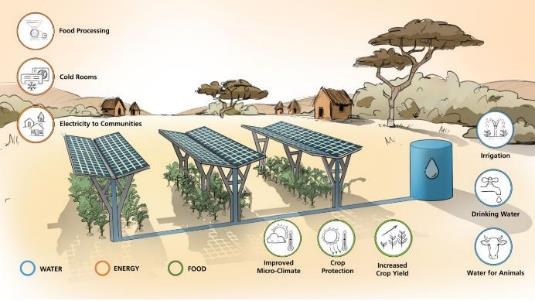 Food Processing
Cold Rooms
Electricity to Communities
Irrigation
Drinking Water
Water for Animals
Improved
Micro-Climate
Crop
Protection
Increased
Crop Yield
WATER
ENERGY
FOOD